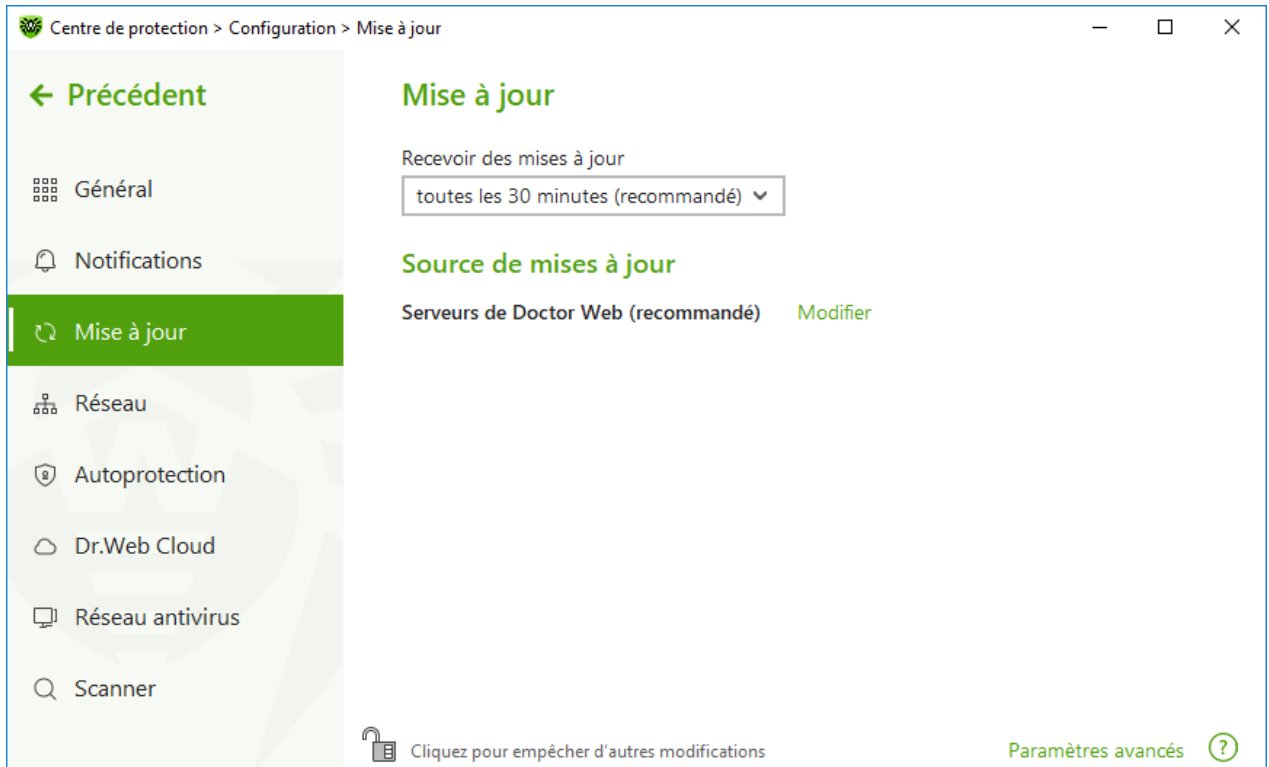 Centre de protection > Configuration > Mise à jour
Précédent
Général
Notifications
Mise à jour
Réseau
Autoprotection
Dr.Web Cloud
Réseau antivirus
Scanner
Mise à jour
Recevoir des mises à jour
toutes les 30 minutes (recommandé)
Source de mises à jour
Serveurs de Doctor Web (recommandé) Modifier
Cliquez pour empêcher d'autres modifications
Paramètres avancés ?